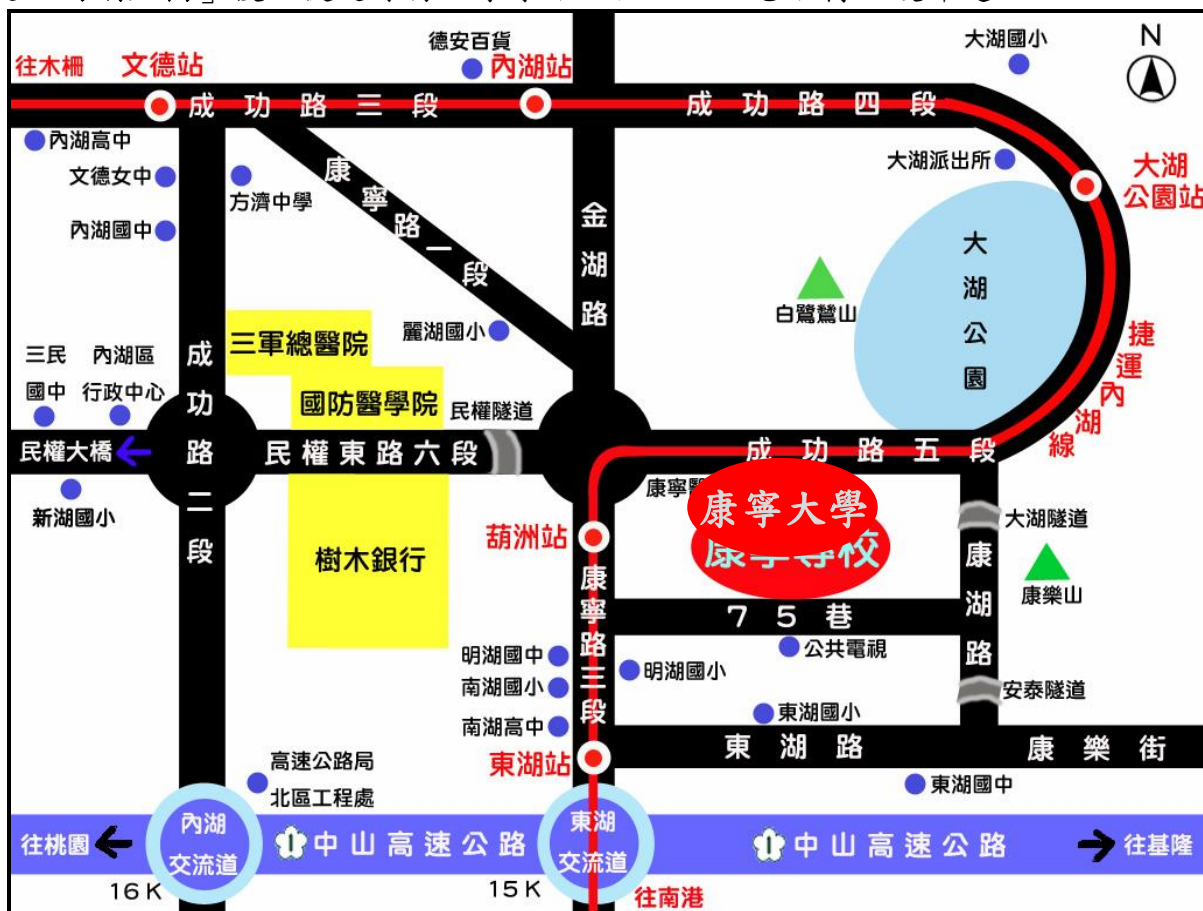 德安百貨
大湖國小
N
往木柵
文德站
內湖站
成功路三段
成功路四段
內湖高中
文德女中
方濟中學
內湖國中
康寧路一段
金湖路
大湖派出所
大湖
公園站
大湖公園
白鷺鷥山
捷運內湖線
三軍總醫院
麗湖國小
三民
國中
內湖區
行政中心
成功路二段
國防醫學院
民權隧道
民權大橋
民權東路六段
成功路五段
新湖國小
康寧
康寧大學
大湖隧道
葫洲站
樹木銀行
康寧路三段
75巷
康湖路
康樂山
明湖國中
明湖國小
公共電視
南湖國小
安泰隧道
南湖高中
東湖國小
東湖站
東湖路
康樂街
高速公路局
北區工程處
東湖國中
往桃園
內湖
交流道
1
中山高速公路
東湖
交流道
1
中山高速公路
往基隆
16K
15K
往南港